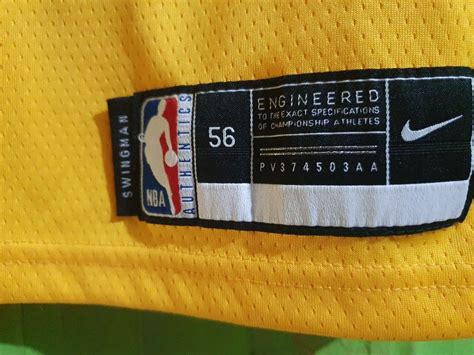 SWINGMAN
NBA
AUTHENTICS
56
ENGINEERED
TO THE EXACT SPECIFICATIONS
OF CHAMPIONSHIP ATHLETES
PV374503AA